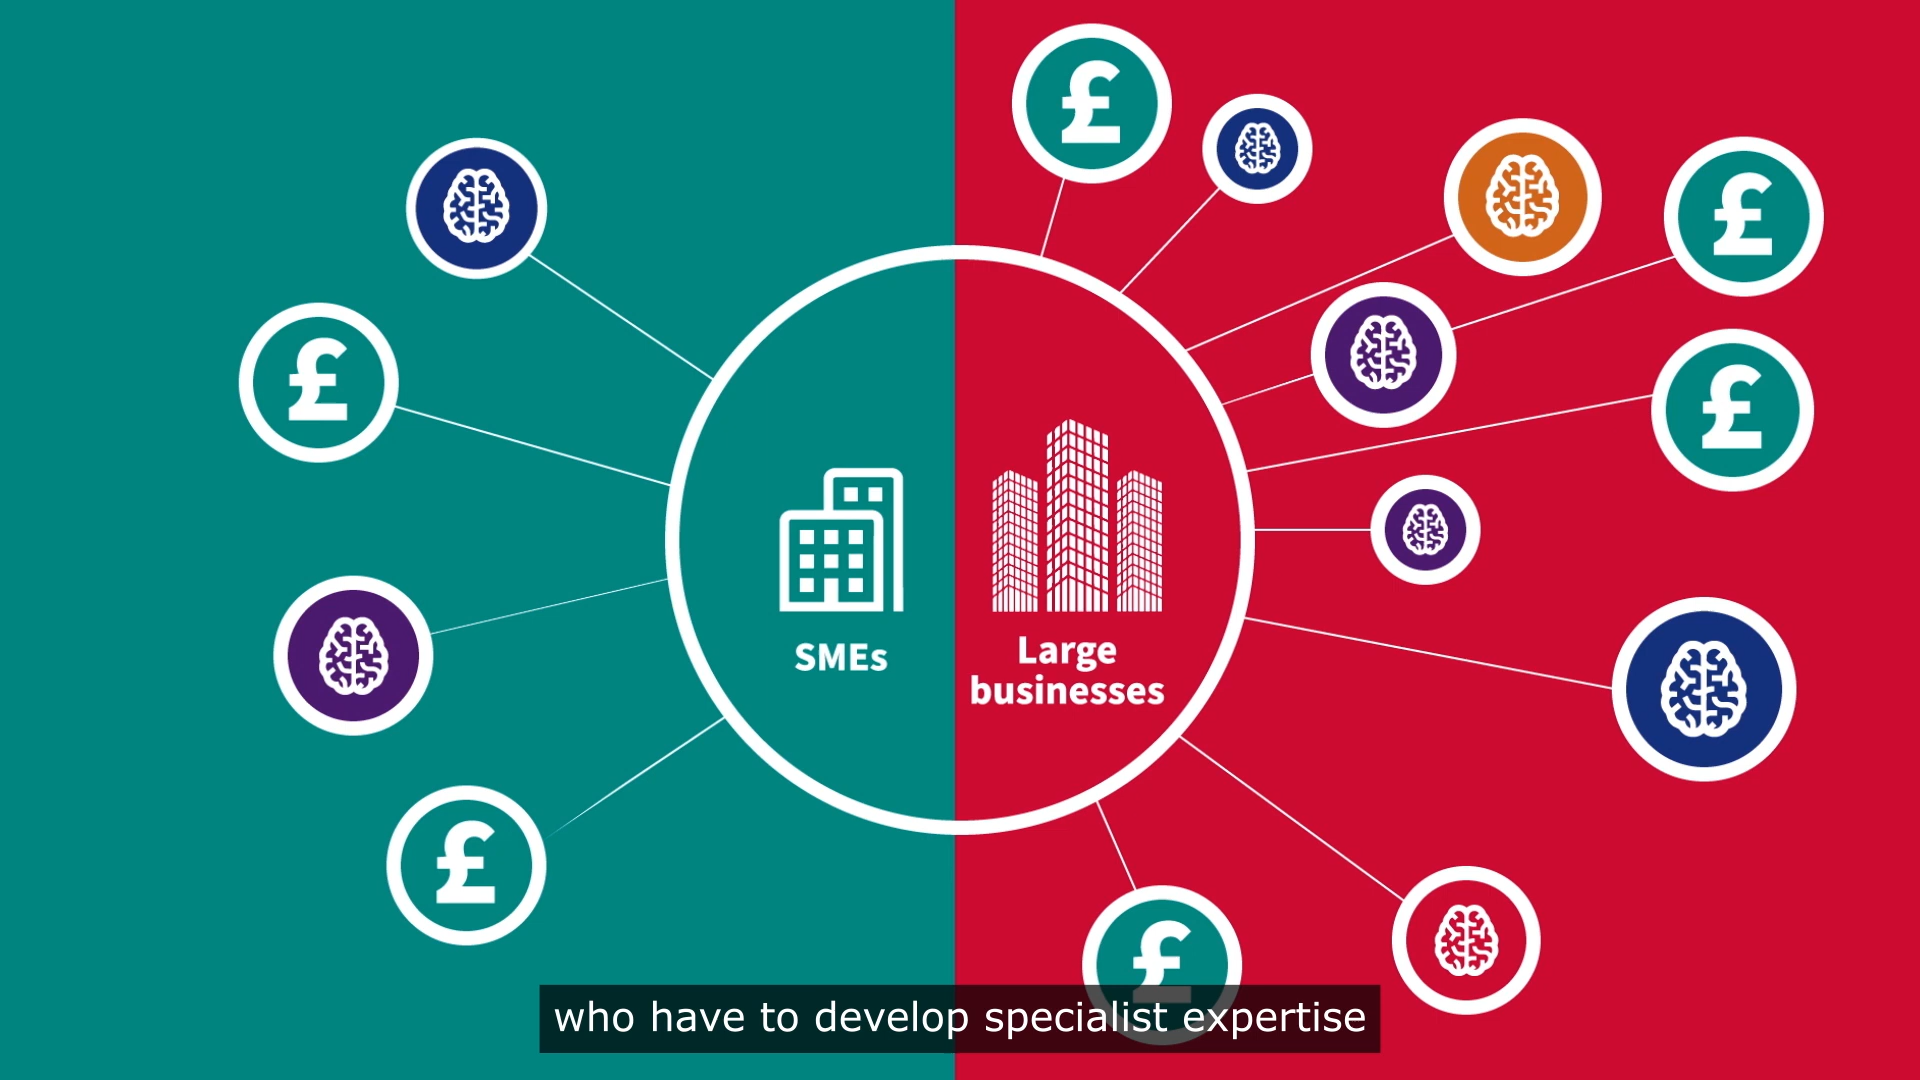 £
£
£
£
£
SMEs
Large
businesses
£
£
who have to develop specialist expertise